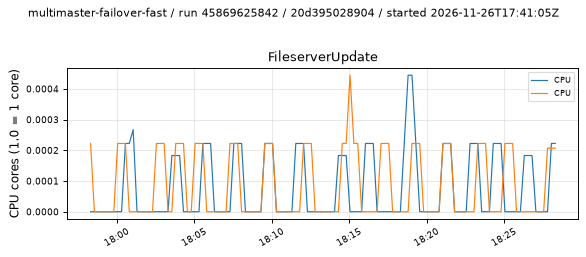 multimaster-failover-fast / run 45869625842 / 20d395028904 / started 2026-11-26T17:41:05Z
FileserverUpdate
CPU cores (1.0 = 1 core)
0.0004
0.0003
0.0002
0.0001
0.0000
CPU
CPU
18:00
18:05
18:10
18:15
18:20
18:25